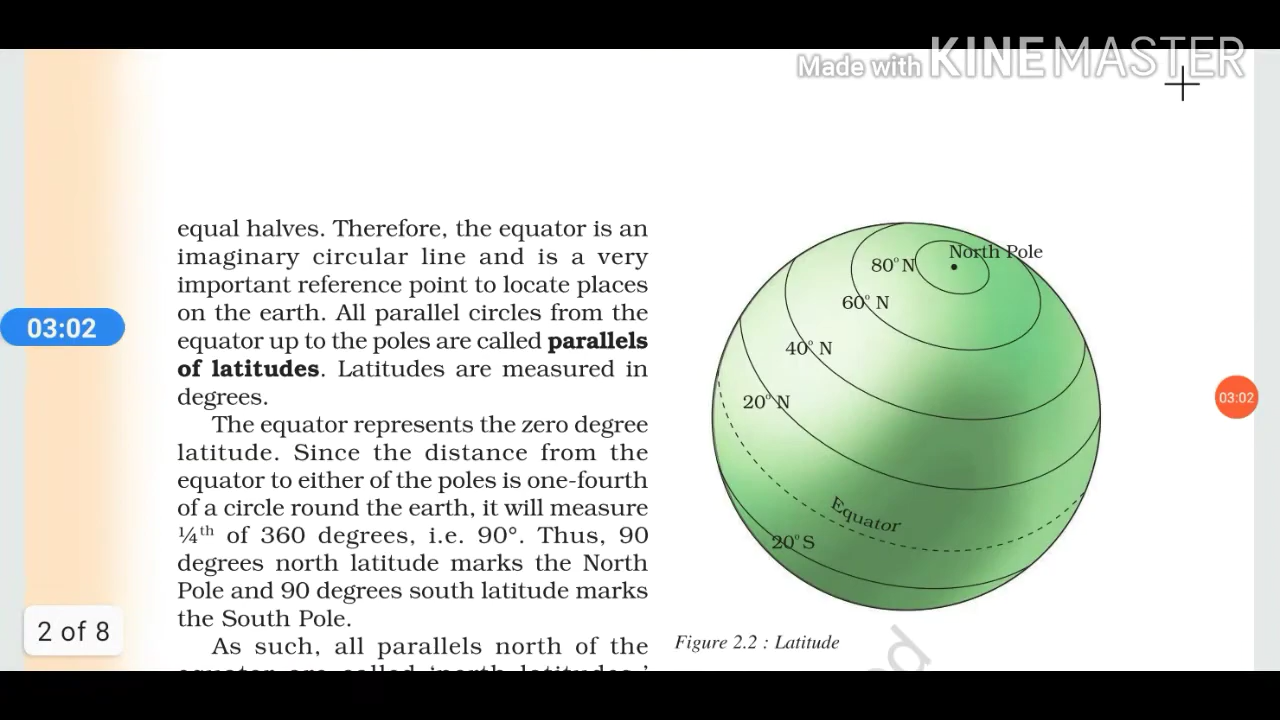 Made with KINEMASTER
equal halves. Therefore, the equator is an
imaginary circular line and is a very
important reference point to locate places
on the earth. All parallel circles from the
equator up to the poles are called parallels
of latitudes. Latitudes are measured in
degrees.
The equator represents the zero degree
latitude. Since the distance from the
equator to either of the poles is one-fourth
of a circle round the earth, it will measure
¼th of 360 degrees, i.e. 90°. Thus, 90
degrees north latitude marks the North
Pole and 90 degrees south latitude marks
the South Pole.
As such, all parallels north of the
equator are called 'north latitudes.'
03:02
2 of 8
North Pole
80° N
60° N
40° N
20° N
Equator
20° S
Figure 2.2 : Latitude
03:02